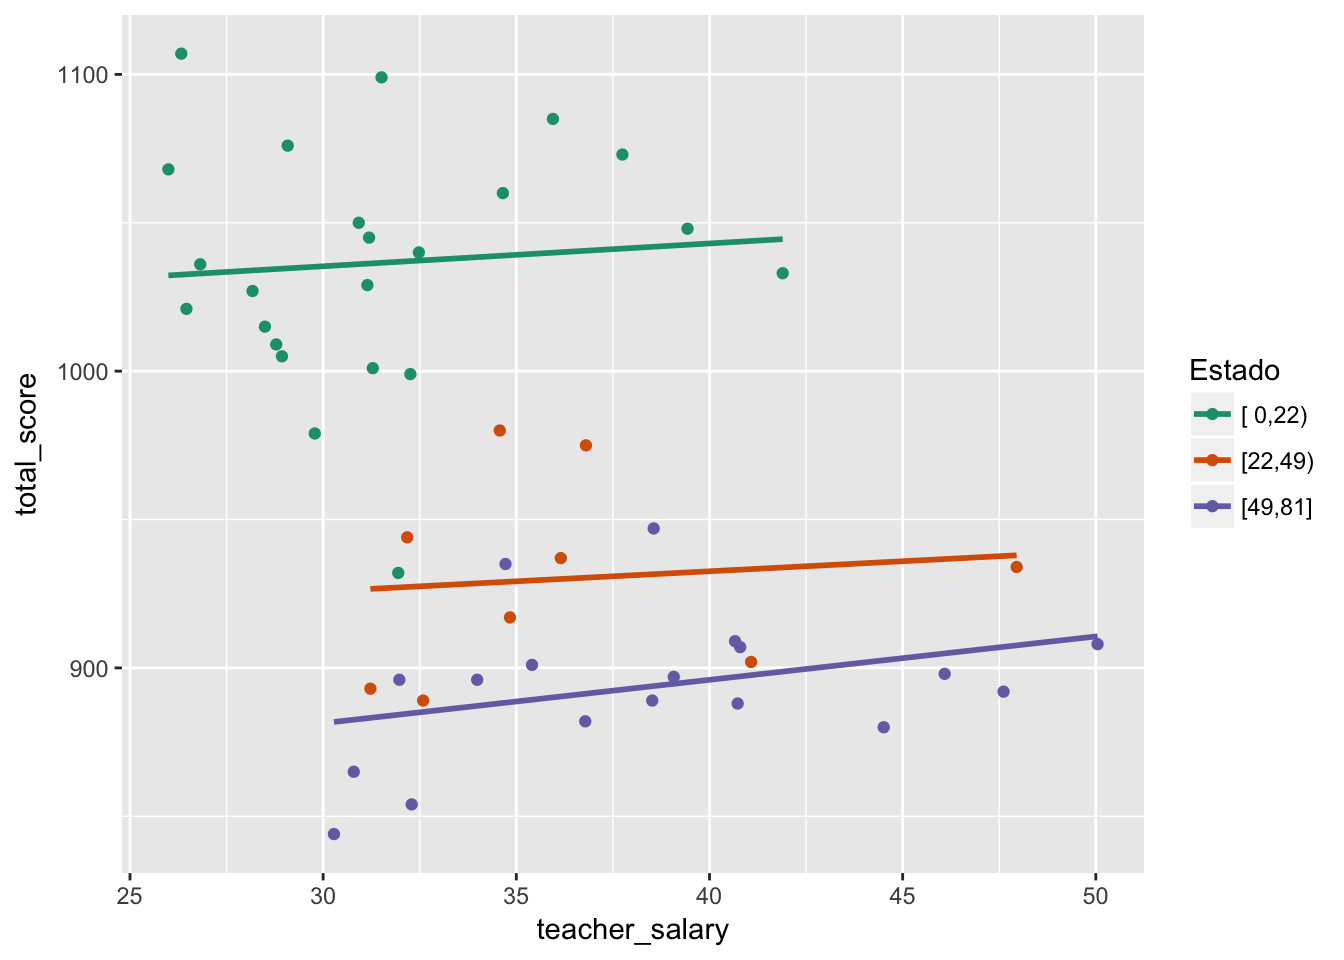 1100
1000
900
total_score
25 30 35 40 45 50
teacher_salary
Estado
[ 0,22)
[22,49)
[49,81]